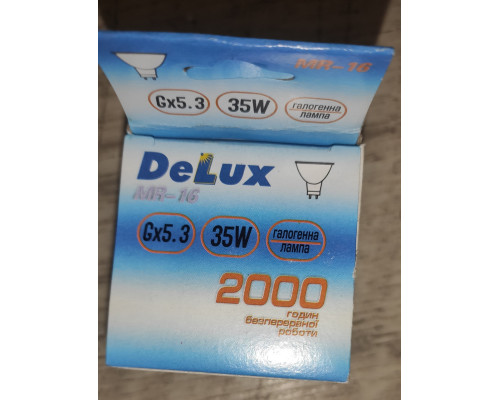 MR-16
Gx5.3 35W галогенна
лампа
DeLux
MR-16
Gx5.3 35W галогенна
лампа
2000
годин
безперервної
роботи